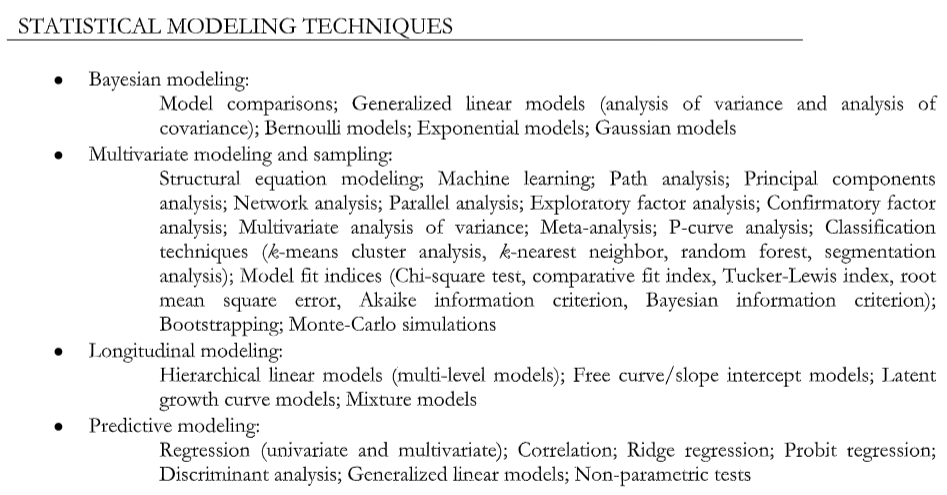 STATISTICAL MODELING TECHNIQUES
• Bayesian modeling:
Model comparisons; Generalized linear models (analysis of variance and analysis of
covariance); Bernoulli models; Exponential models; Gaussian models
• Multivariate modeling and sampling:
Structural equation modeling; Machine learning; Path analysis; Principal components
analysis; Network analysis; Parallel analysis; Exploratory factor analysis; Confirmatory factor
analysis; Multivariate analysis of variance; Meta-analysis; P-curve analysis; Classification
techniques (k-means cluster analysis, k-nearest neighbor, random forest, segmentation
analysis); Model fit indices (Chi-square test, comparative fit index, Tucker-Lewis index, root
mean square error, Akaike information criterion, Bayesian information criterion);
Bootstrapping; Monte-Carlo simulations
• Longitudinal modeling:
Hierarchical linear models (multi-level models); Free curve/slope intercept models; Latent
growth curve models; Mixture models
• Predictive modeling:
Regression (univariate and multivariate); Correlation; Ridge regression; Probit regression;
Discriminant analysis; Generalized linear models; Non-parametric tests